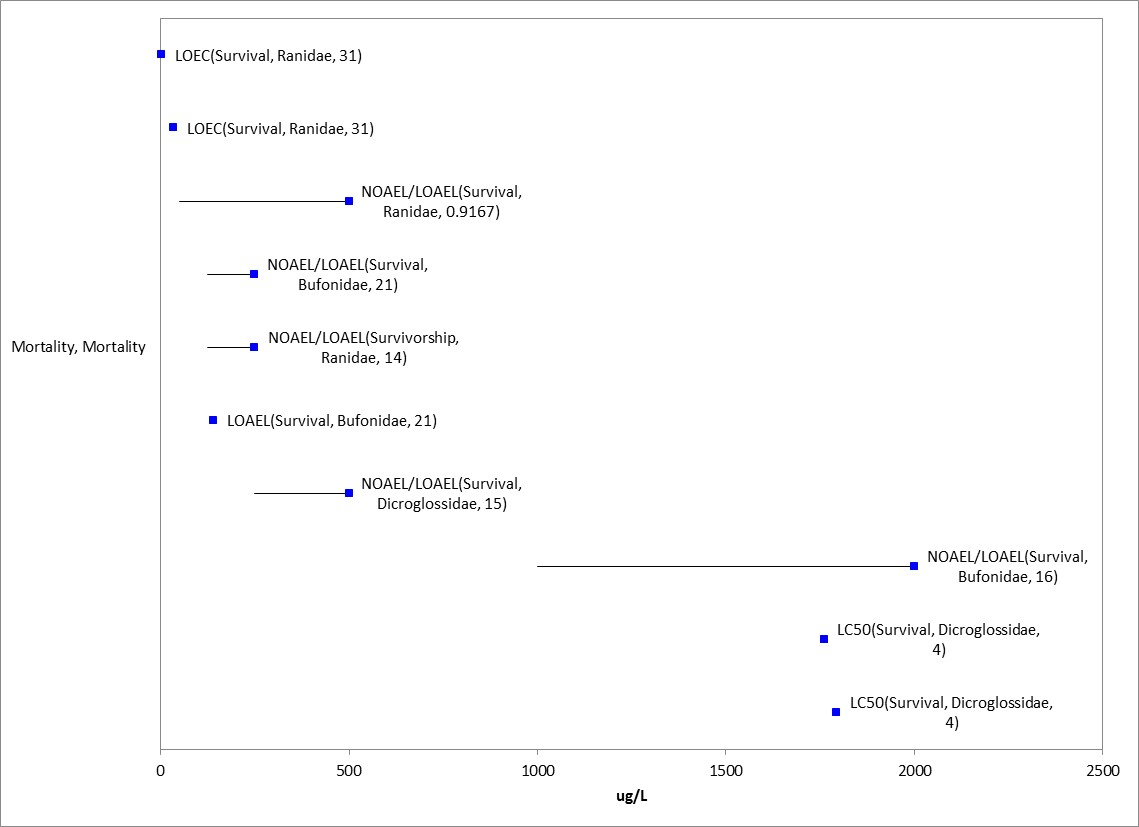 LOEC(Survival, Ranidae, 31)
LOEC(Survival, Ranidae, 31)
NOAEL/LOAEL(Survival,
Ranidae, 0.9167)
NOAEL/LOAEL(Survival,
Bufonidae, 21)
Mortality, Mortality
NOAEL/LOAEL(Survivorship,
Ranidae, 14)
LOAEL(Survival, Bufonidae, 21)
NOAEL/LOAEL(Survival,
Dicroglossidae, 15)
NOAEL/LOAEL(Survival,
Bufonidae, 16)
LC50(Survival, Dicroglossidae,
4)
LC50(Survival, Dicroglossidae,
4)
0 500 1000 1500 2000 2500
ug/L